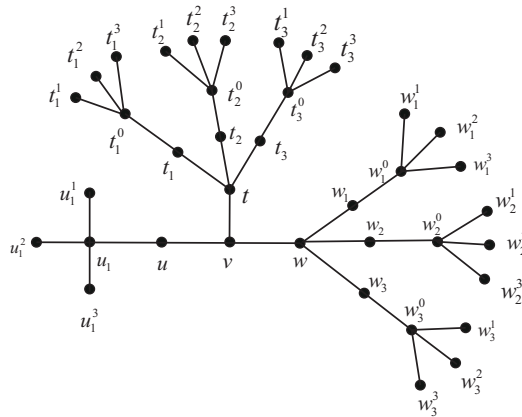 t_1^1
t_1^2
t_1^3
t_1^0
t_1
t_2^1
t_2^2
t_2^3
t_2^0
t_2
t_3^1
t_3^2
t_3^3
t_3^0
t_3
t
u_1^1
u_1^2
u_1
u_1^3
u
v
w
w_1
w_1^0
w_1^1
w_1^2
w_1^3
w_2
w_2^0
w_2^1
w_2^3
w_3
w_3^0
w_3^1
w_3^2
w_3^3